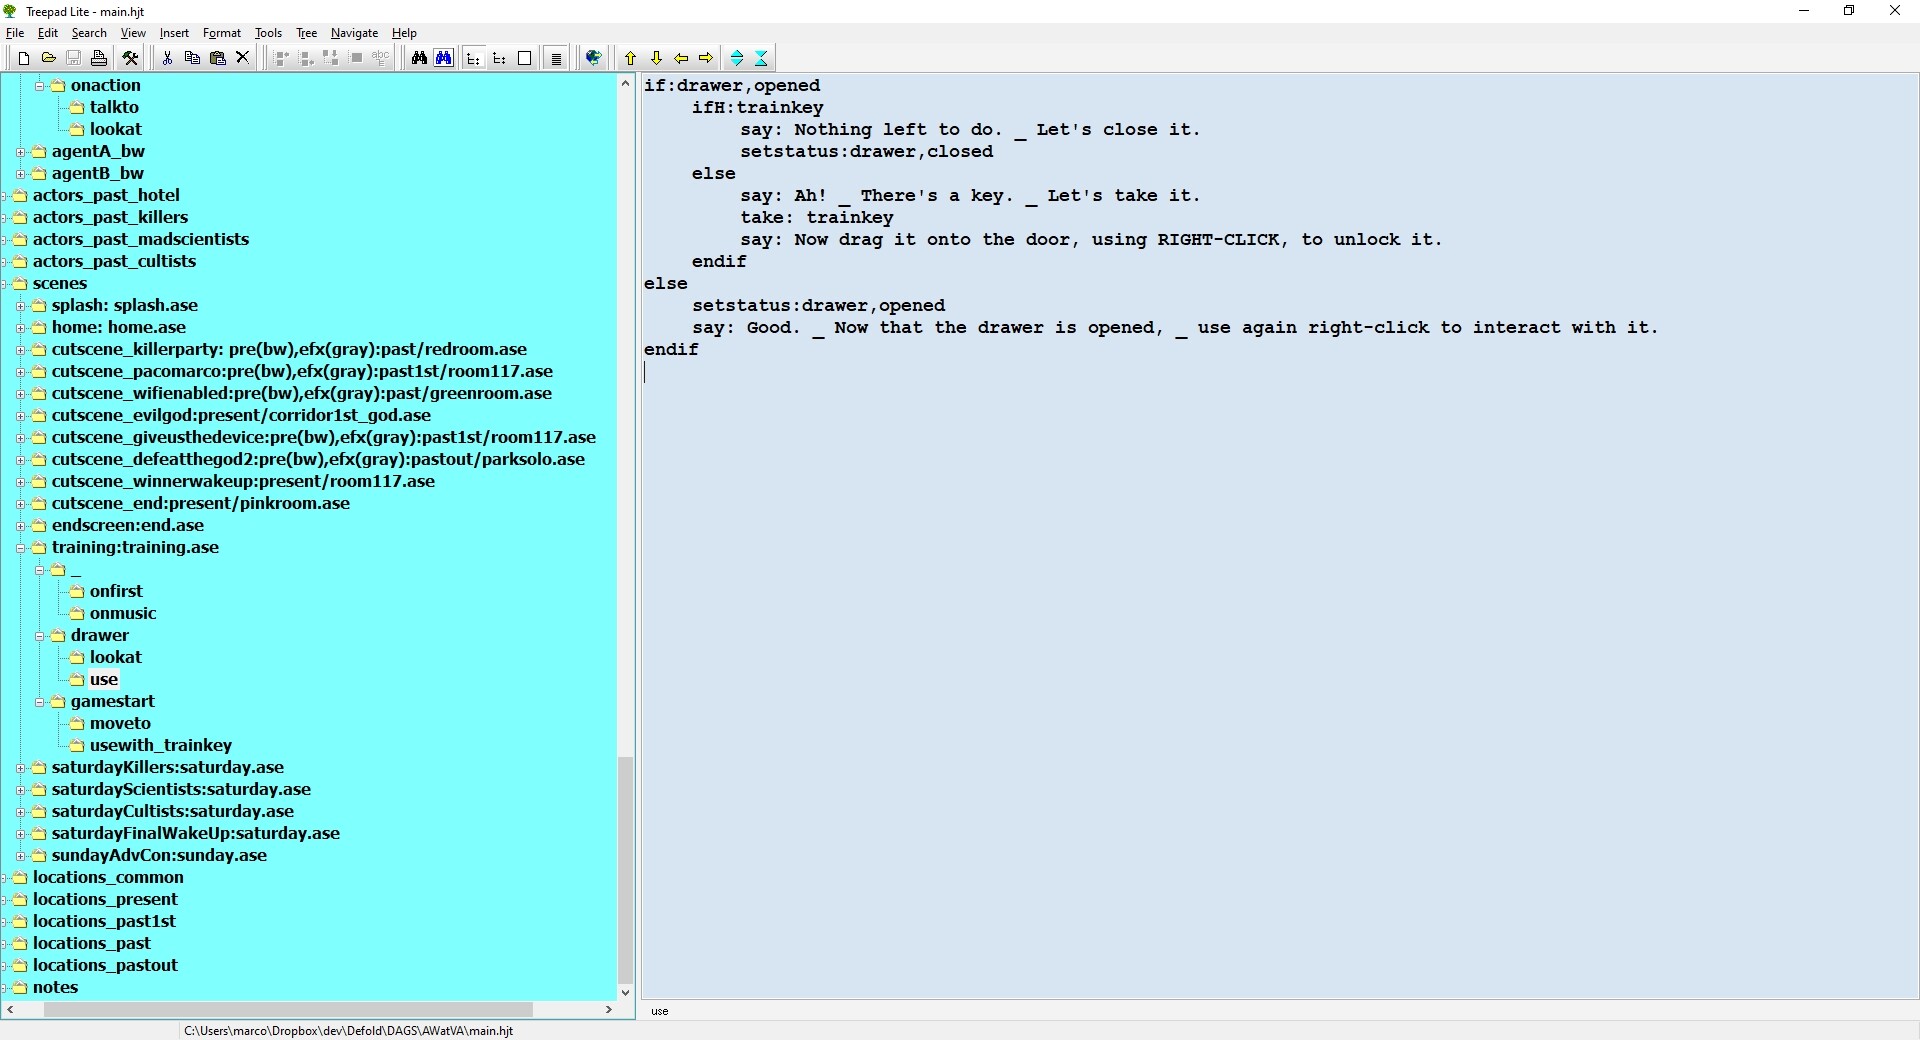 Treepad Lite - main.hjt
File Edit Search View Insert Format Tools Tree Navigate Help
abc
onaction
talkto
lookat
agentA_bw
agentB_bw
actors_past_hotel
actors_past_killers
actors_past_madscientists
actors_past_cultists
scenes
splash: splash.ase
home: home.ase
cutscene_killerparty: pre(bw),efx(gray):past/redroom.ase
cutscene_pacomarco:pre(bw),efx(gray):past1st/room117.ase
cutscene_wifienabled:pre(bw),efx(gray):past/greenroom.ase
cutscene_evilgod:present/corridor1st_god.ase
cutscene_giveusthedevice:pre(bw),efx(gray):past1st/room117.ase
cutscene_defeatthegod2:pre(bw),efx(gray):pastout/parksolo.ase
cutscene_winnerwakeup:present/room117.ase
cutscene_end:present/pinkroom.ase
endscreen:end.ase
training:training.ase
_
onfirst
onmusic
drawer
lookat
use
gamestart
moveto
usewith_trainkey
saturdayKillers:saturday.ase
saturdayScientists:saturday.ase
saturdayCultists:saturday.ase
saturdayFinalWakeUp:saturday.ase
sundayAdvCon:sunday.ase
locations_common
locations_present
locations_past1st
locations_past
locations_pastout
notes
if:drawer,opened
ifH:trainkey
say: Nothing left to do. _ Let's close it.
setstatus:drawer,closed
else
say: Ah! _ There's a key. _ Let's take it.
take: trainkey
say: Now drag it onto the door, using RIGHT-CLICK, to unlock it.
endif
else
setstatus:drawer,opened
say: Good. _ Now that the drawer is opened, _ use again right-click to interact with it.
endif
use
C:\Users\marco\Dropbox\dev\Defold\DAGS\AWatVA\main.hjt